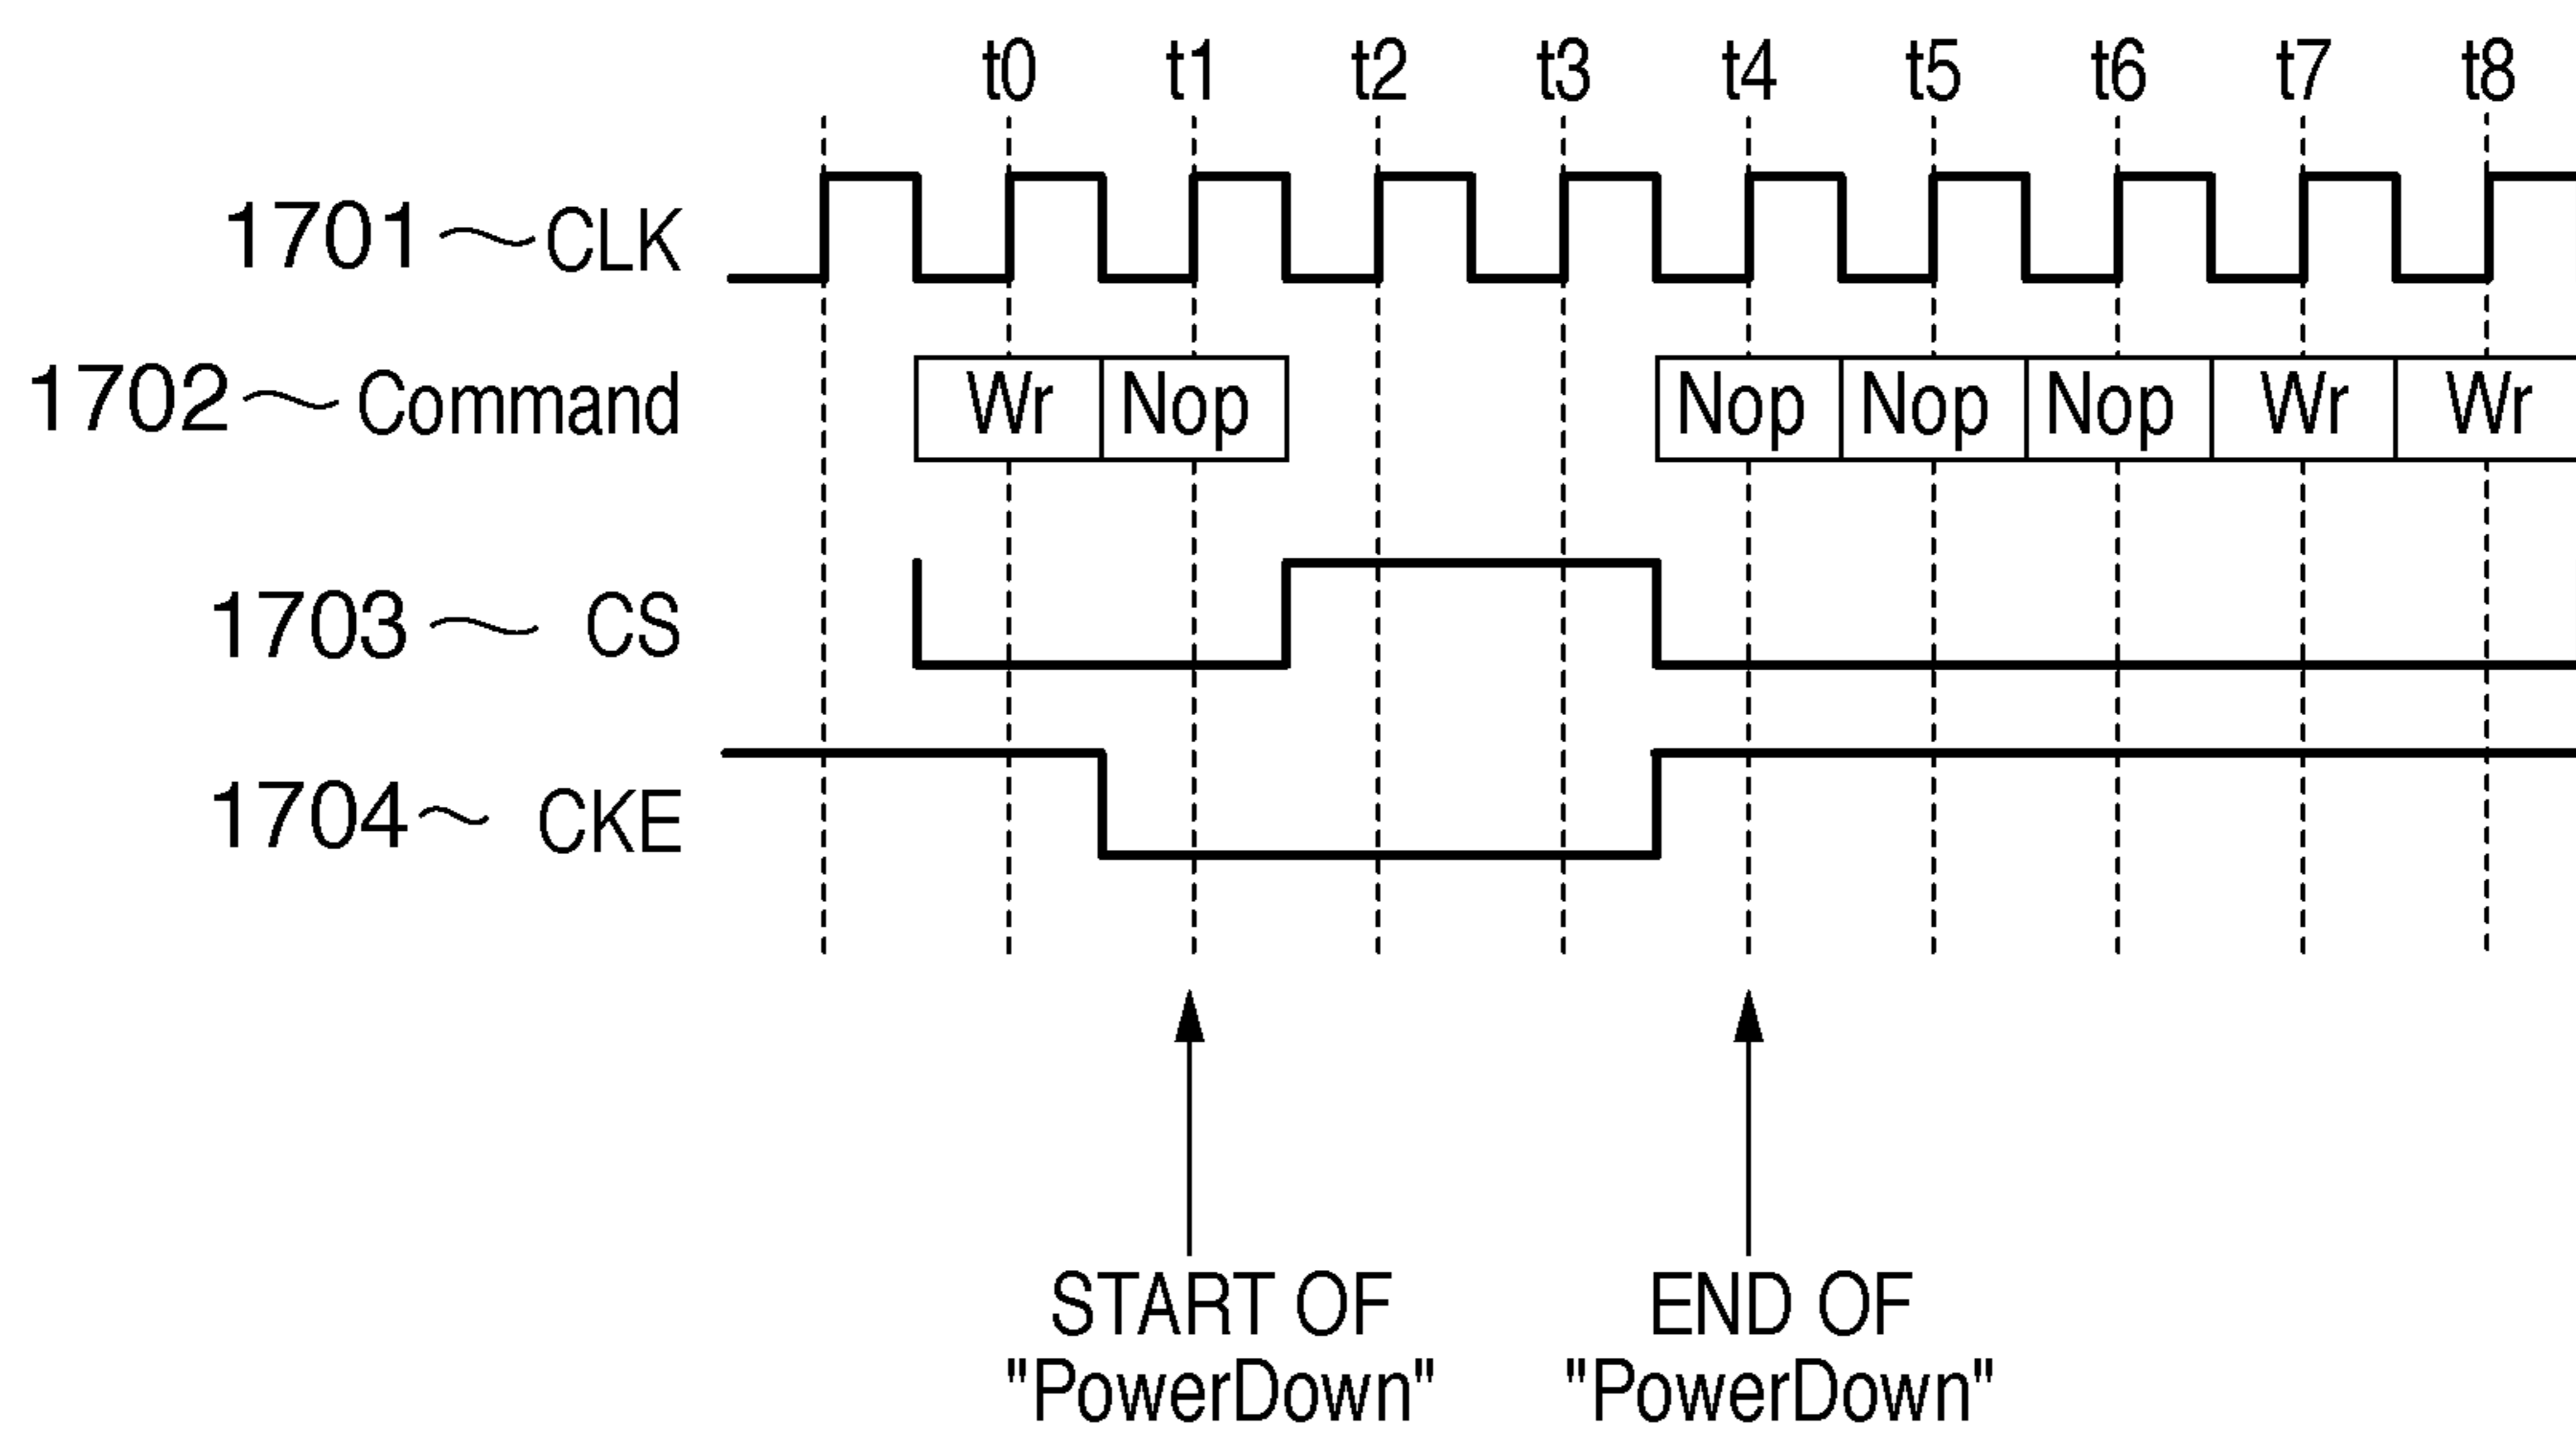 t0 t1 t2 t3 t4 t5 t6 t7 t8
1701 CLK
1702 Command Wr Nop Nop Nop Nop Wr Wr
1703 CS
1704 CKE
START OF
"PowerDown"
END OF
"PowerDown"